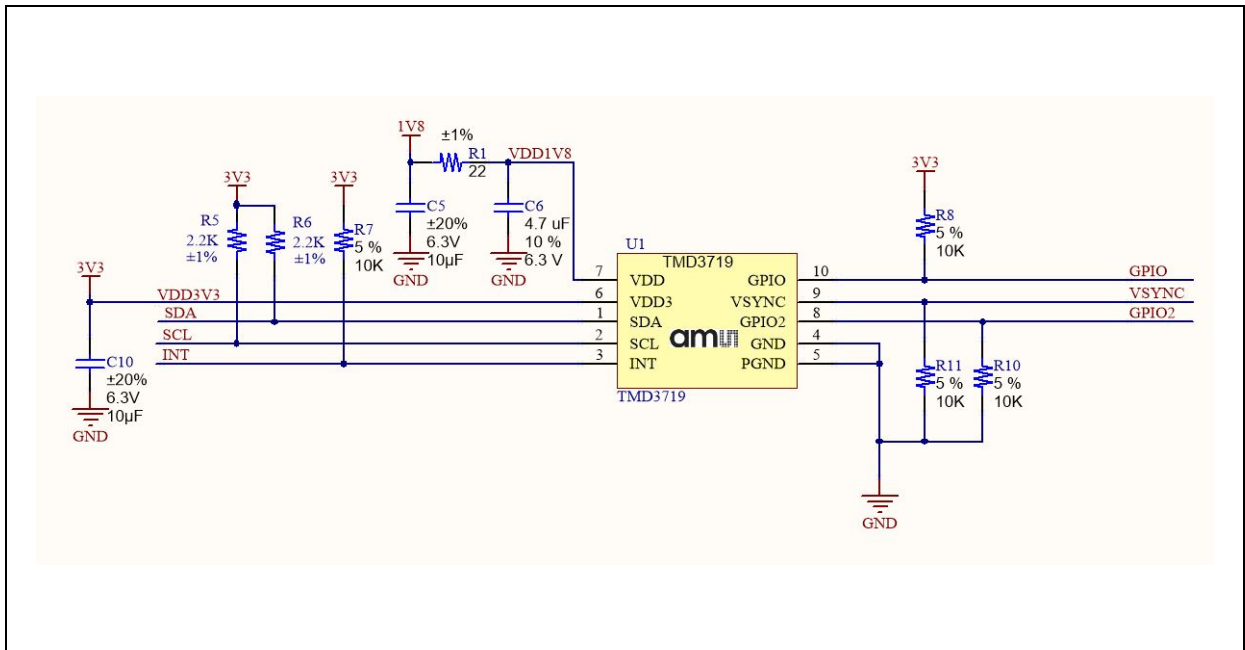 1V8
±1%
R1
22
VDD1V8
3V3
3V3
3V3
R5
2.2K
±1%
R6
2.2K
±1%
R7
5 %
10K
C5
±20%
6.3V
10µF
GND
C6
4.7 uF
10 %
6.3 V
GND
R8
5 %
10K
3V3
VDD3V3
SDA
SCL
INT
C10
±20%
6.3V
10µF
GND
U1
TMD3719
7 VDD GPIO 10
6 VDD3 VSYNC 9
1 SDA GPIO2 8
2 SCL GND 4
3 INT PGND 5
am
TMD3719
GPIO
VSYNC
GPIO2
R11
5 %
10K
R10
5 %
10K
GND